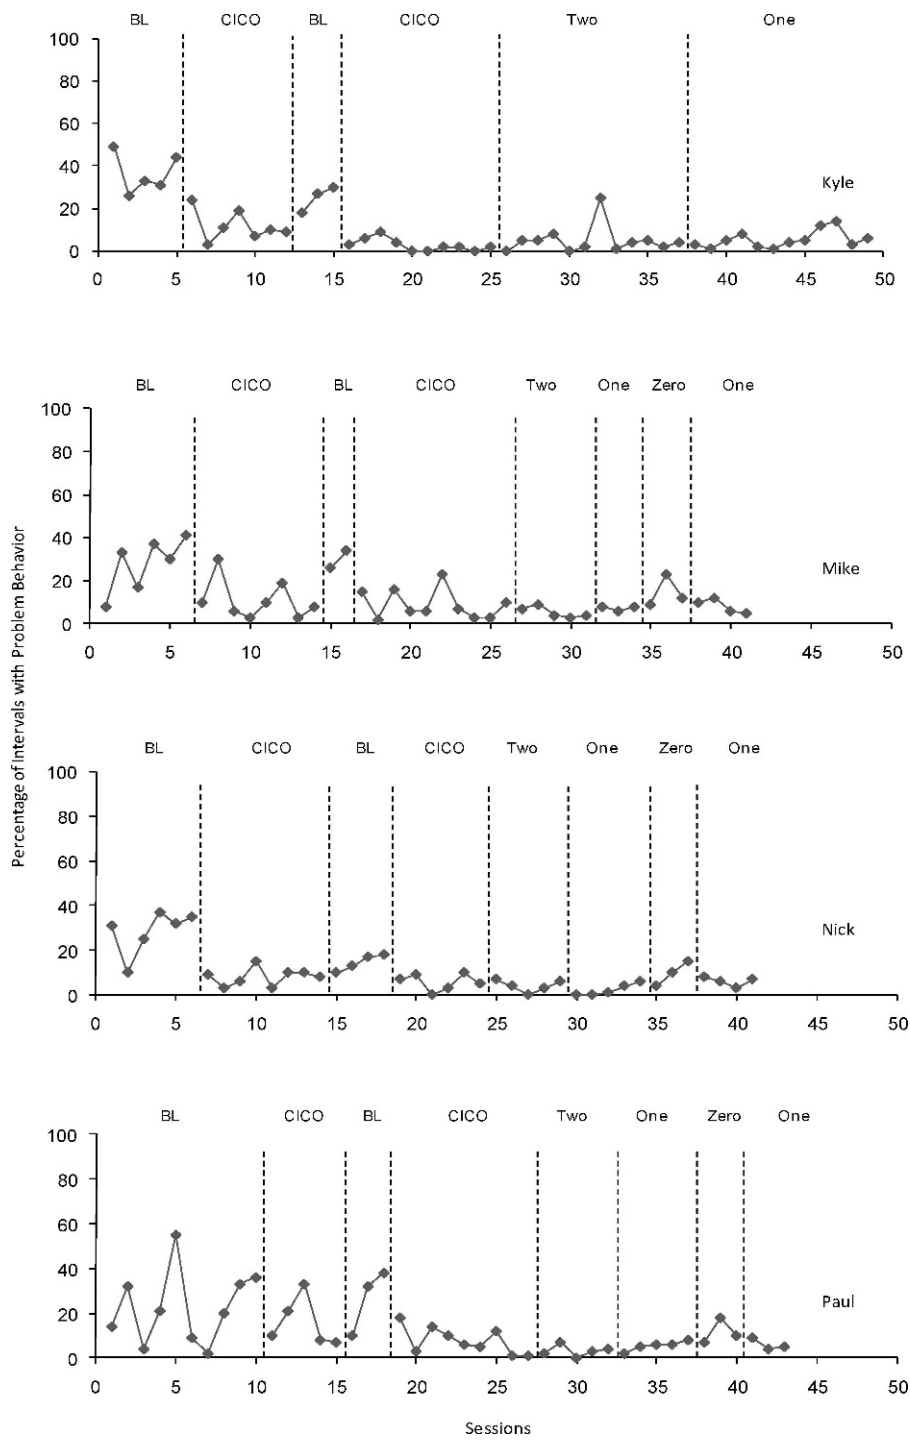 BL CICO BL CICO Two One
100
80
60
40
20
0
Kyle
0 5 10 15 20 25 30 35 40 45 50
BL CICO BL CICO Two One Zero One
100
80
60
40
20
0
Mike
0 5 10 15 20 25 30 35 40 45 50
Percentage of Intervals with Problem Behavior
BL CICO BL CICO Two One Zero One
100
80
60
40
20
0
Nick
0 5 10 15 20 25 30 35 40 45 50
BL CICO BL CICO Two One Zero One
100
80
60
40
20
0
Paul
0 5 10 15 20 25 30 35 40 45 50
Sessions